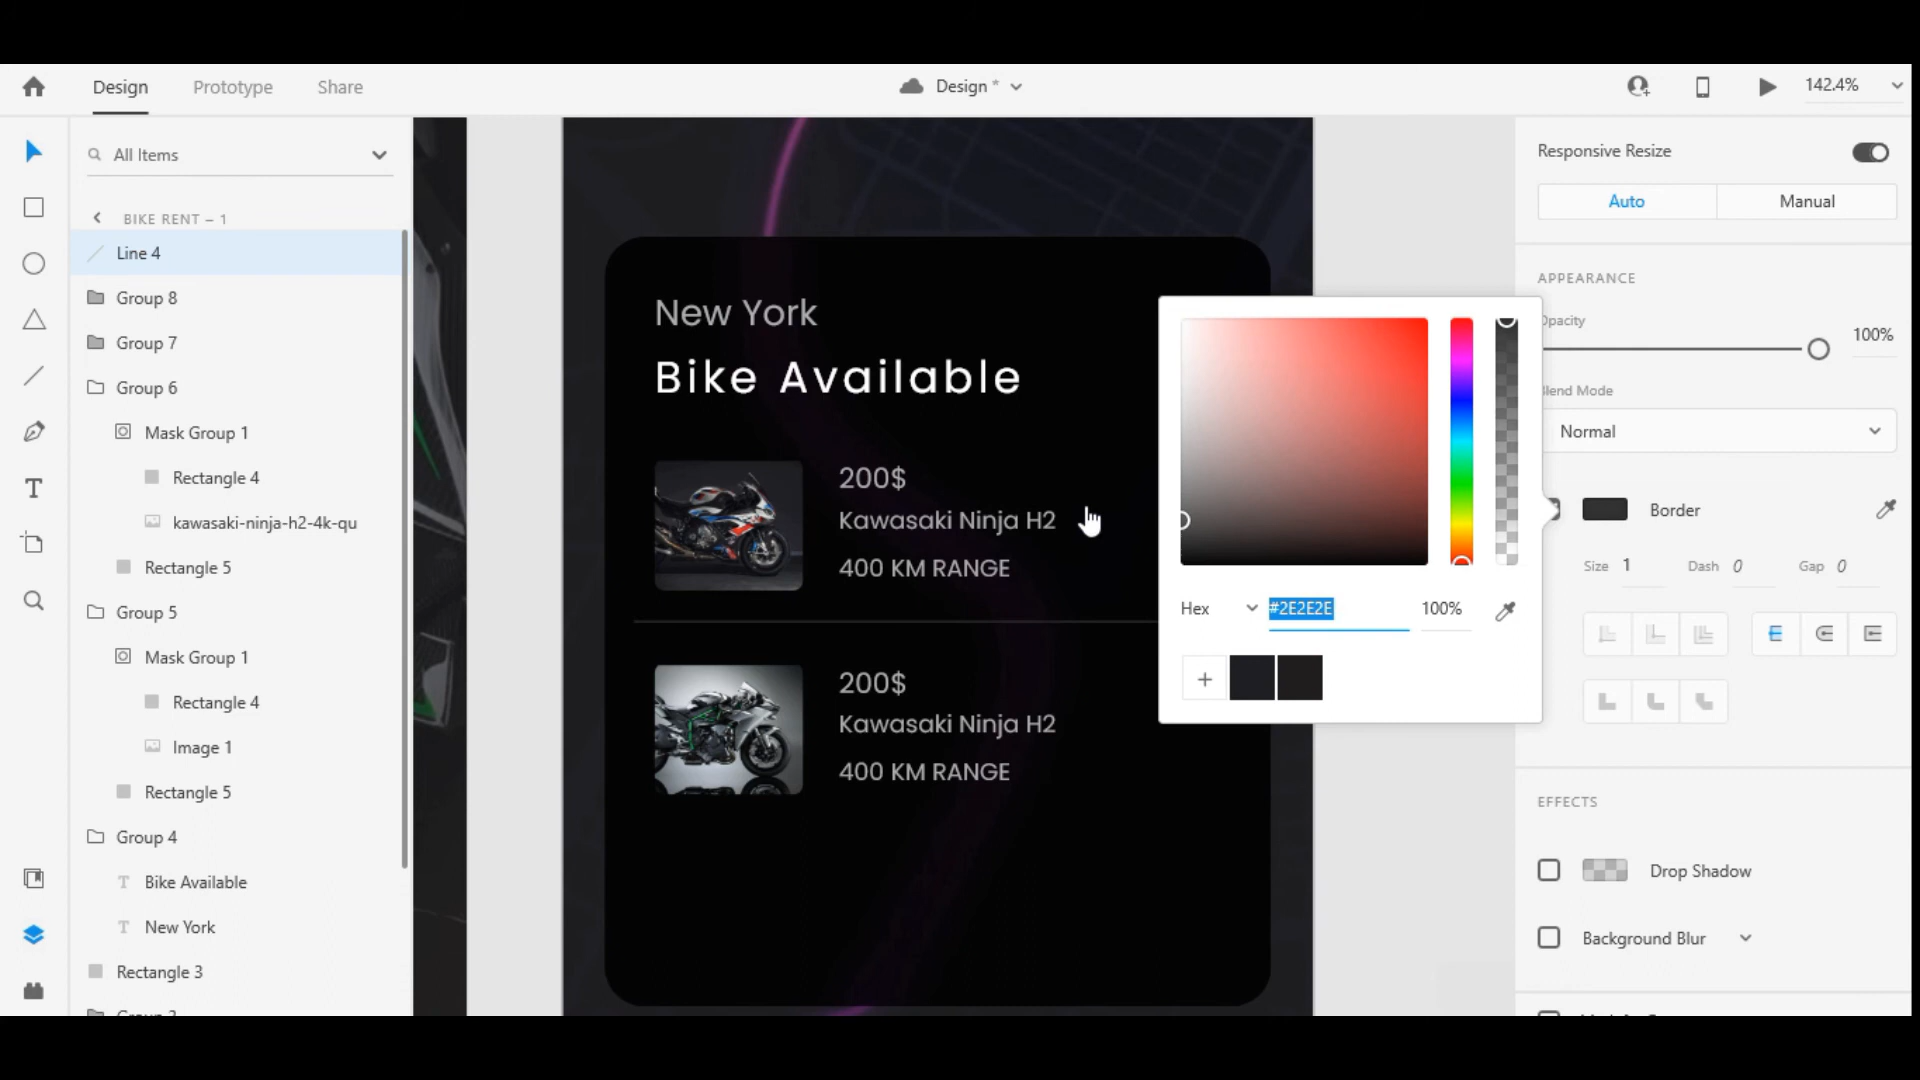 Design
Prototype
Share
Design *
142.4%
All Items
BIKE RENT – 1
Line 4
Group 8
Group 7
Group 6
Mask Group 1
Rectangle 4
kawasaki-ninja-h2-4k-qu
Rectangle 5
Group 5
Mask Group 1
Rectangle 4
Image 1
Rectangle 5
Group 4
Bike Available
New York
Rectangle 3
New York
Bike Available
200$
Kawasaki Ninja H2
400 KM RANGE
200$
Kawasaki Ninja H2
400 KM RANGE
Hex
#2E2E2E
100%
Responsive Resize
Auto
Manual
APPEARANCE
Opacity
100%
Blend Mode
Normal
Border
Size 1
Dash 0
Gap 0
EFFECTS
Drop Shadow
Background Blur